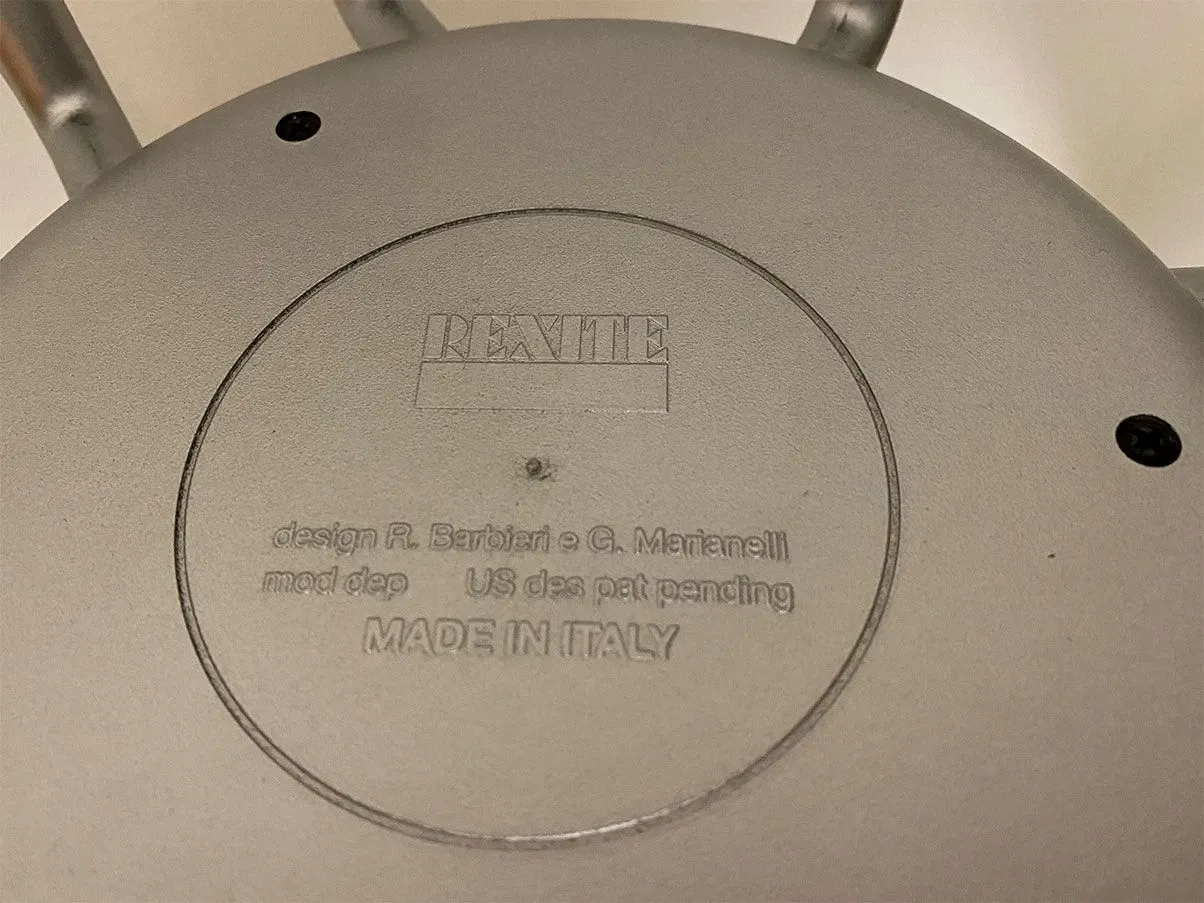 REXITE
design R. Barbieri e G. Marianelli
mod dep US des pat pending
MADE IN ITALY